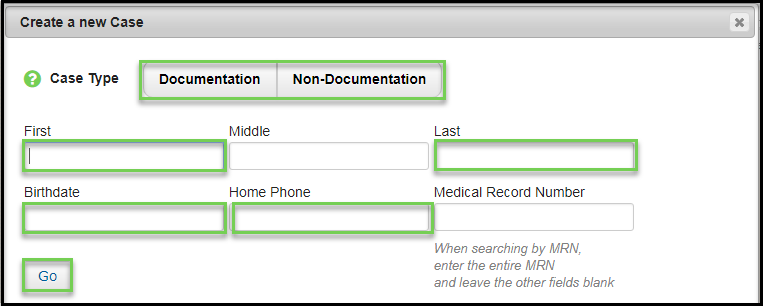 Create a new Case
Case Type Documentation Non-Documentation
First Middle Last
Birthdate Home Phone Medical Record Number
When searching by MRN,
enter the entire MRN
and leave the other fields blank
Go